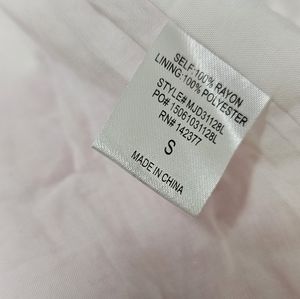 SELF:100% RAYON
LINING:100% POLYESTER
STYLE# MJD31128L
PO# 15061031128L
RN# 142377
S
MADE IN CHINA